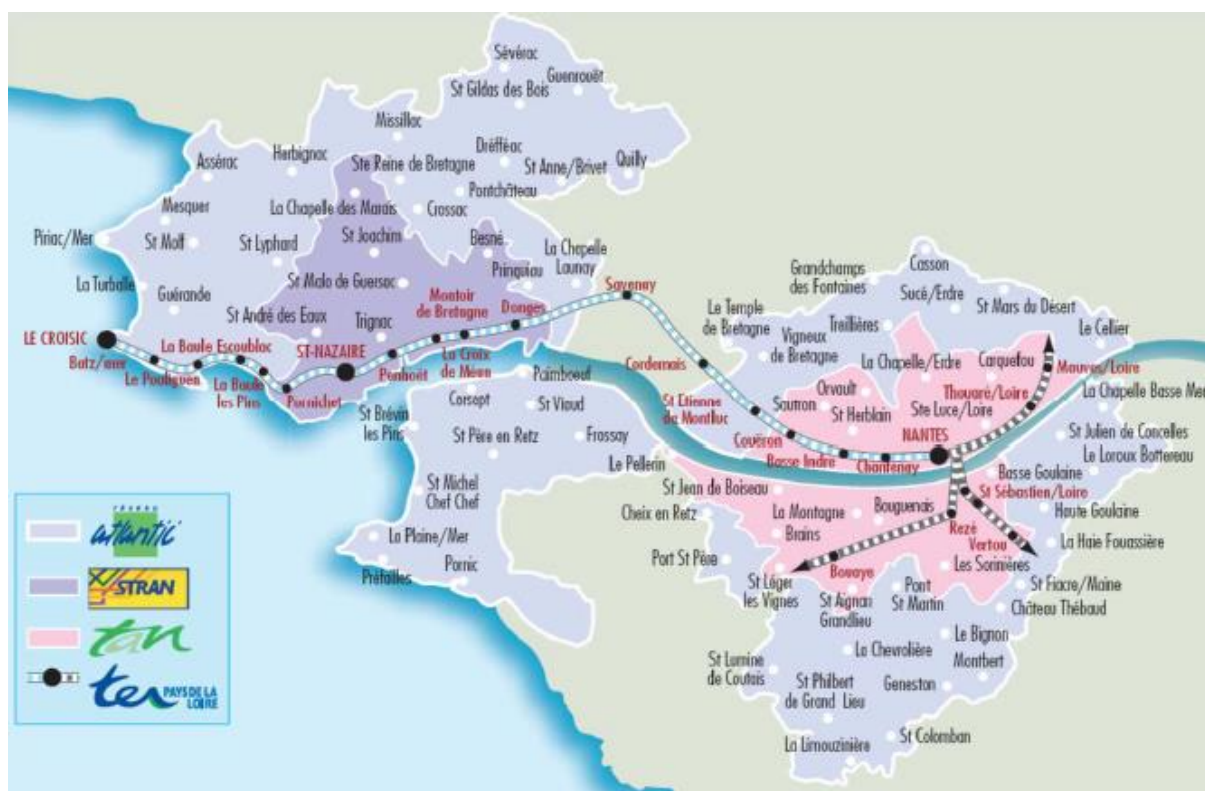 Sévérac
Guenrouët
St Gildas des Bois
Missillac
Drefféac
Assérac
Herbignac
Ste Reine de Bretagne
St Anne/Brivet
Quilly
Pontchâteau
Mesquer
La Chapelle des Marais
Crossac
Piriac/Mer
St Molf
St Lyphard
St Joachim
Besné
La Chapelle
Launay
Prinquiau
La Turballe
Guérande
St Malo de Guersac
Savenay
Montoir
de Bretagne
Donges
St André des Eaux
Trignac
LE CROISIC
La Baule Escoublac
ST-NAZAIRE
Batz/mer
Le Pouliguen
La Baule
les Pins
Pornichet
Penhoët
La Croix
de Méan
Paimboeuf
Corsept
St Viaud
St Brévin
les Pins
St Père en Retz
Frossay
St Michel
Chef Chef
La Plaine/Mer
Préfailles
Pornic
Casson
Grandchamps
des Fontaines
Sucé/Erdre
St Mars du Désert
Le Temple
de Bretagne
Treillières
Le Cellier
Vigneux
de Bretagne
Cordemais
La Chapelle/Erdre
Carquefou
Mauves/Loire
Orvault
Thouaré/Loire
La Chapelle Basse Mer
St Etienne
de Montluc
Sautron
St Herblain
Ste Luce/Loire
St Julien de Concelles
Couëron
NANTES
Le Loroux Bottereau
Le Pellerin
Basse Indre
Chantenay
Basse Goulaine
St Jean de Boiseau
St Sébastien/Loire
Cheix en Retz
La Montagne
Bouguenais
Haute Goulaine
Brains
Rezé
Vertou
La Haie Fouassière
Port St Père
Bouaye
Les Sorinières
St Léger
les Vignes
St Aignan
Grandlieu
Pont
St Martin
St Fiacre/Maine
Château Thébaud
Le Bignon
La Chevrolière
Montbert
St Lumine
de Coutais
St Philbert
de Grand Lieu
Geneston
St Colomban
La Limouzinière
atlantic
STRAN
tan
ter PAYS DE LA
LOIRE